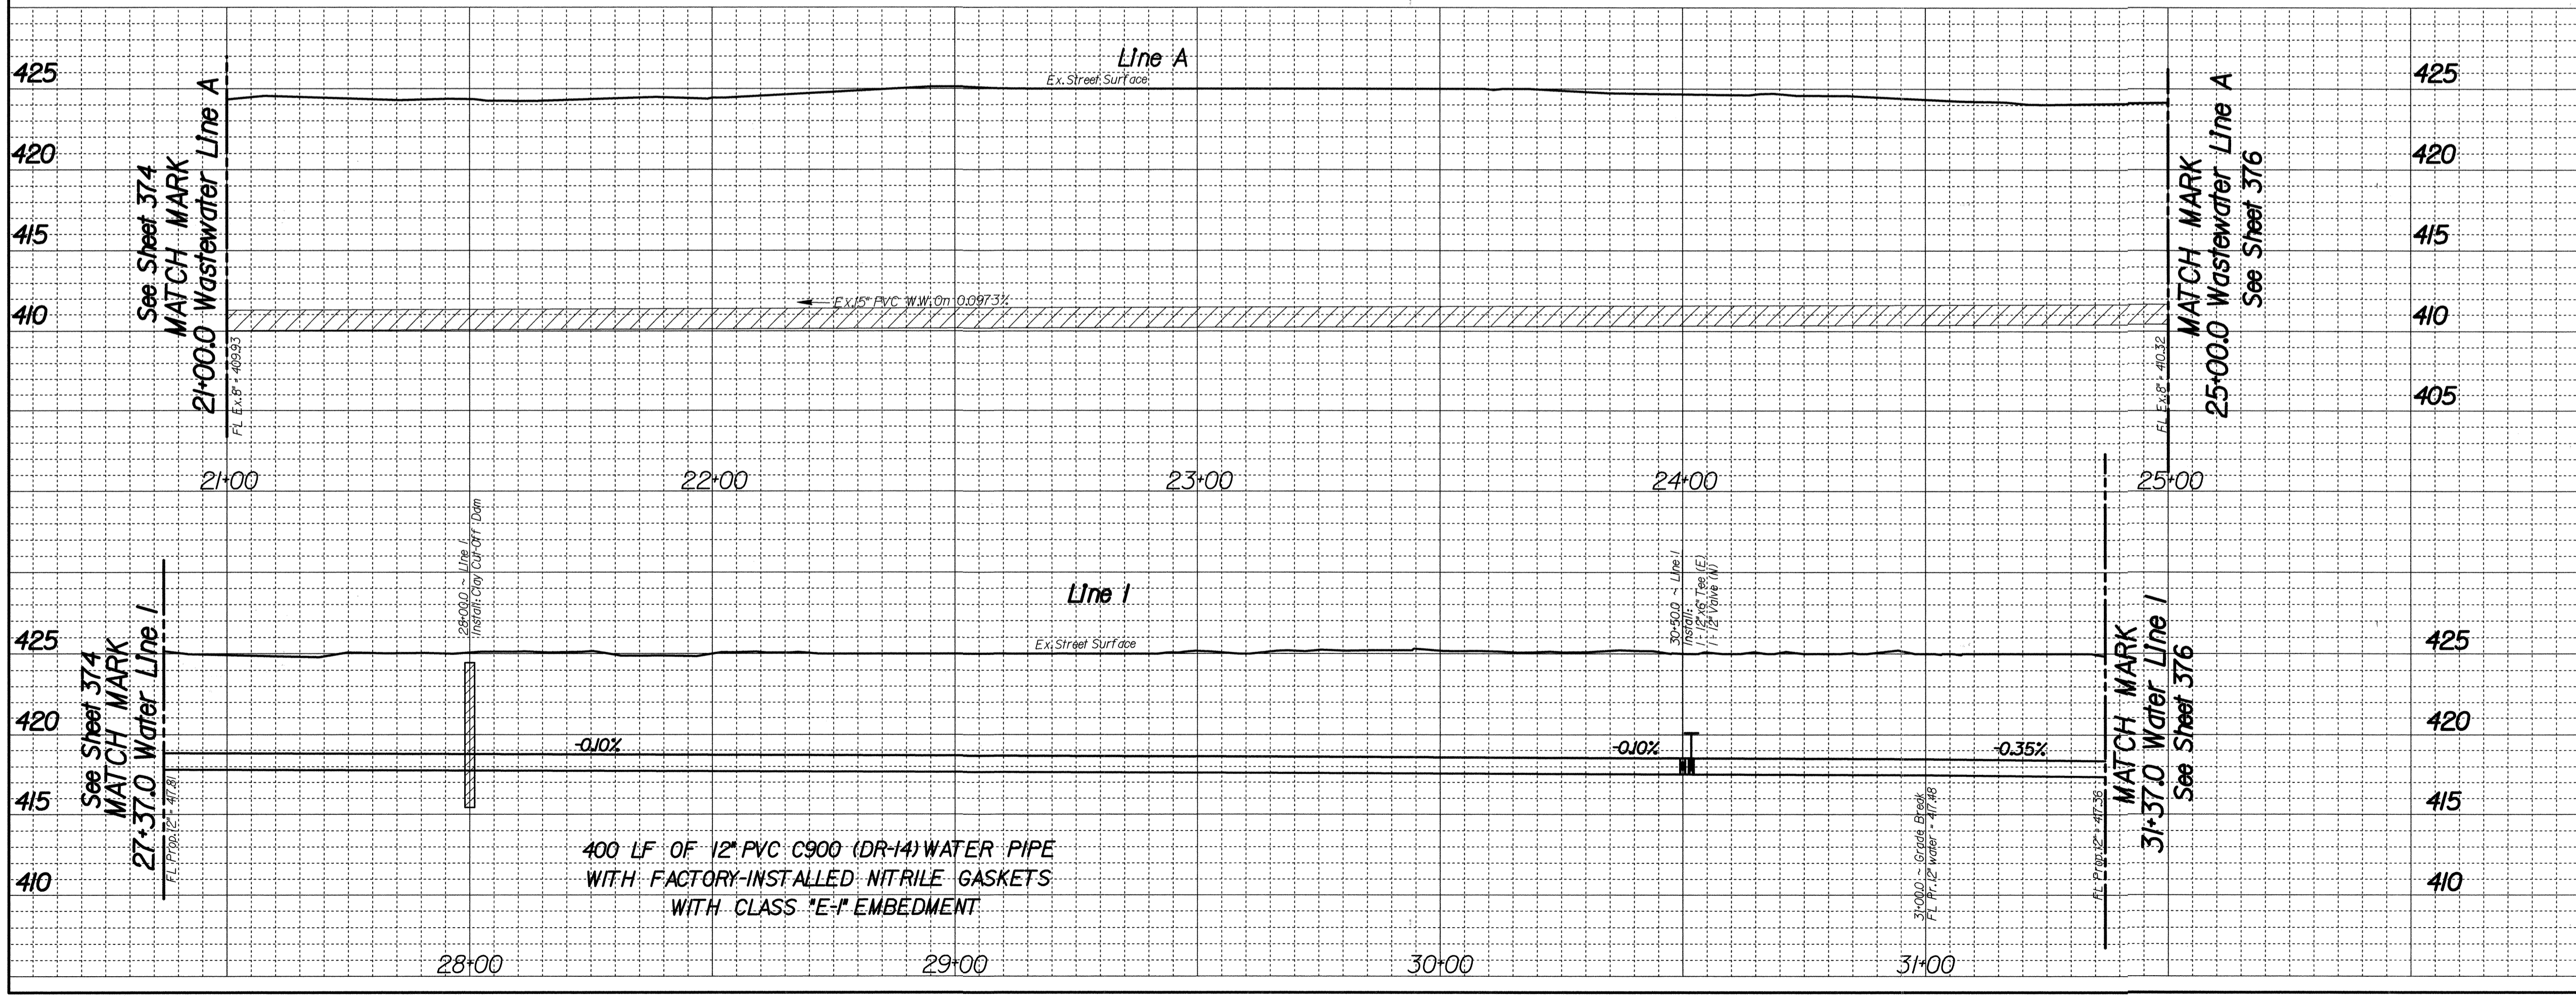 Line A
Ex. Street Surface
425
420
415
410
425
420
415
410
405
See Sheet 374
MATCH MARK
21+00.0 Wastewater Line A
FL Ex. 8" = 409.93
Ex. 15" PVC W.W. On 0.0973%
MATCH MARK
25+00.0 Wastewater Line A
See Sheet 376
FL Ex. 8" = 410.32
21+00
22+00
23+00
24+00
25+00
28+00.0 ~ Line 1
Install: Clay Cut-Off Dam
30+50.0 ~ Line 1
Install:
1 - 12"x6" Tee (E)
1 - 12" Valve (N)
Line 1
Ex. Street Surface
425
420
415
410
425
420
415
410
See Sheet 374
MATCH MARK
27+37.0 Water Line 1
FL Prop. 12" = 417.81
-0.10%
-0.10%
-0.35%
MATCH MARK
31+37.0 Water Line 1
See Sheet 376
31+00.0 ~ Grade Break
FL Pr. 12" water = 417.48
FL Prop. 12" = 417.36
400 LF OF 12" PVC C900 (DR-14) WATER PIPE
WITH FACTORY-INSTALLED NITRILE GASKETS
WITH CLASS "E-1" EMBEDMENT
28+00
29+00
30+00
31+00